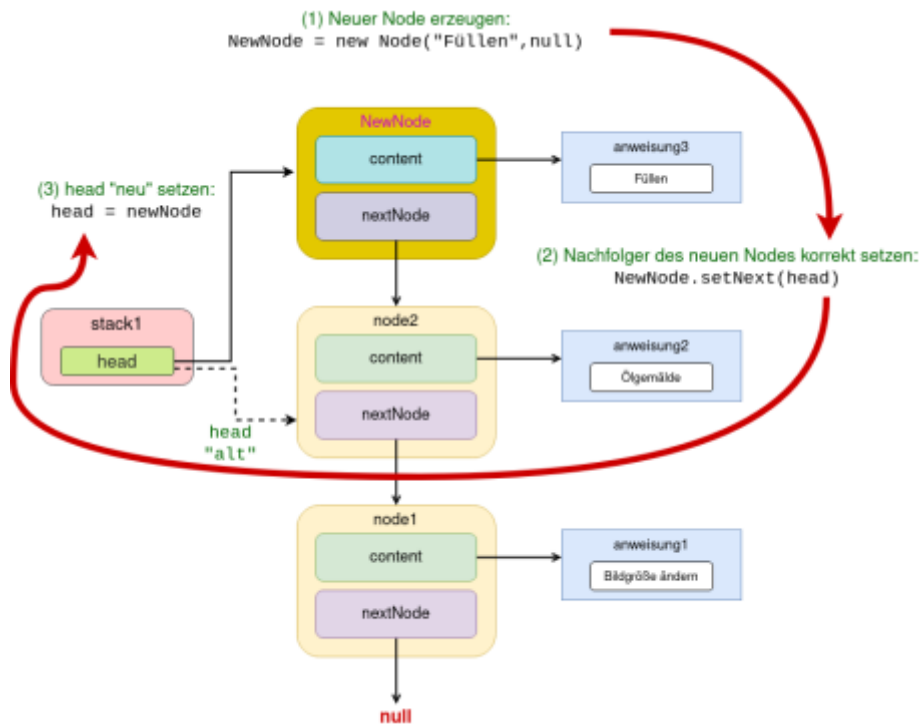 (1) Neuer Node erzeugen:
NewNode = new Node("Füllen",null)
NewNode
content
nextNode
anweisung3
Füllen
(3) head "neu" setzen:
head = newNode
(2) Nachfolger des neuen Nodes korrekt setzen:
NewNode.setNext(head)
stack1
head
head
"alt"
node2
content
nextNode
anweisung2
Ölgemälde
node1
content
nextNode
anweisung1
Bildgröße ändern
null